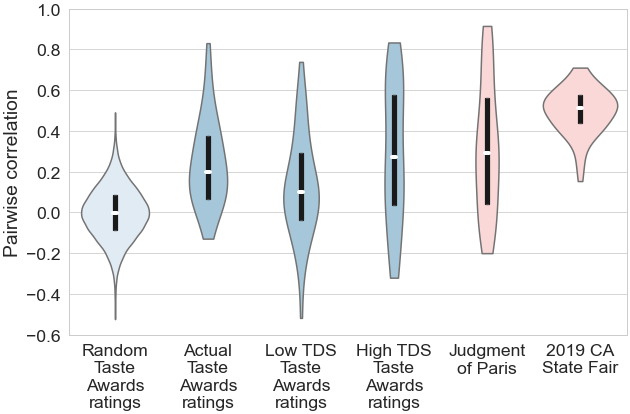 Pairwise correlation
1.0
0.8
0.6
0.4
0.2
0.0
−0.2
−0.4
−0.6
Random
Taste
Awards
ratings
Actual
Taste
Awards
ratings
Low TDS
Taste
Awards
ratings
High TDS
Taste
Awards
ratings
Judgment
of Paris
2019 CA
State Fair